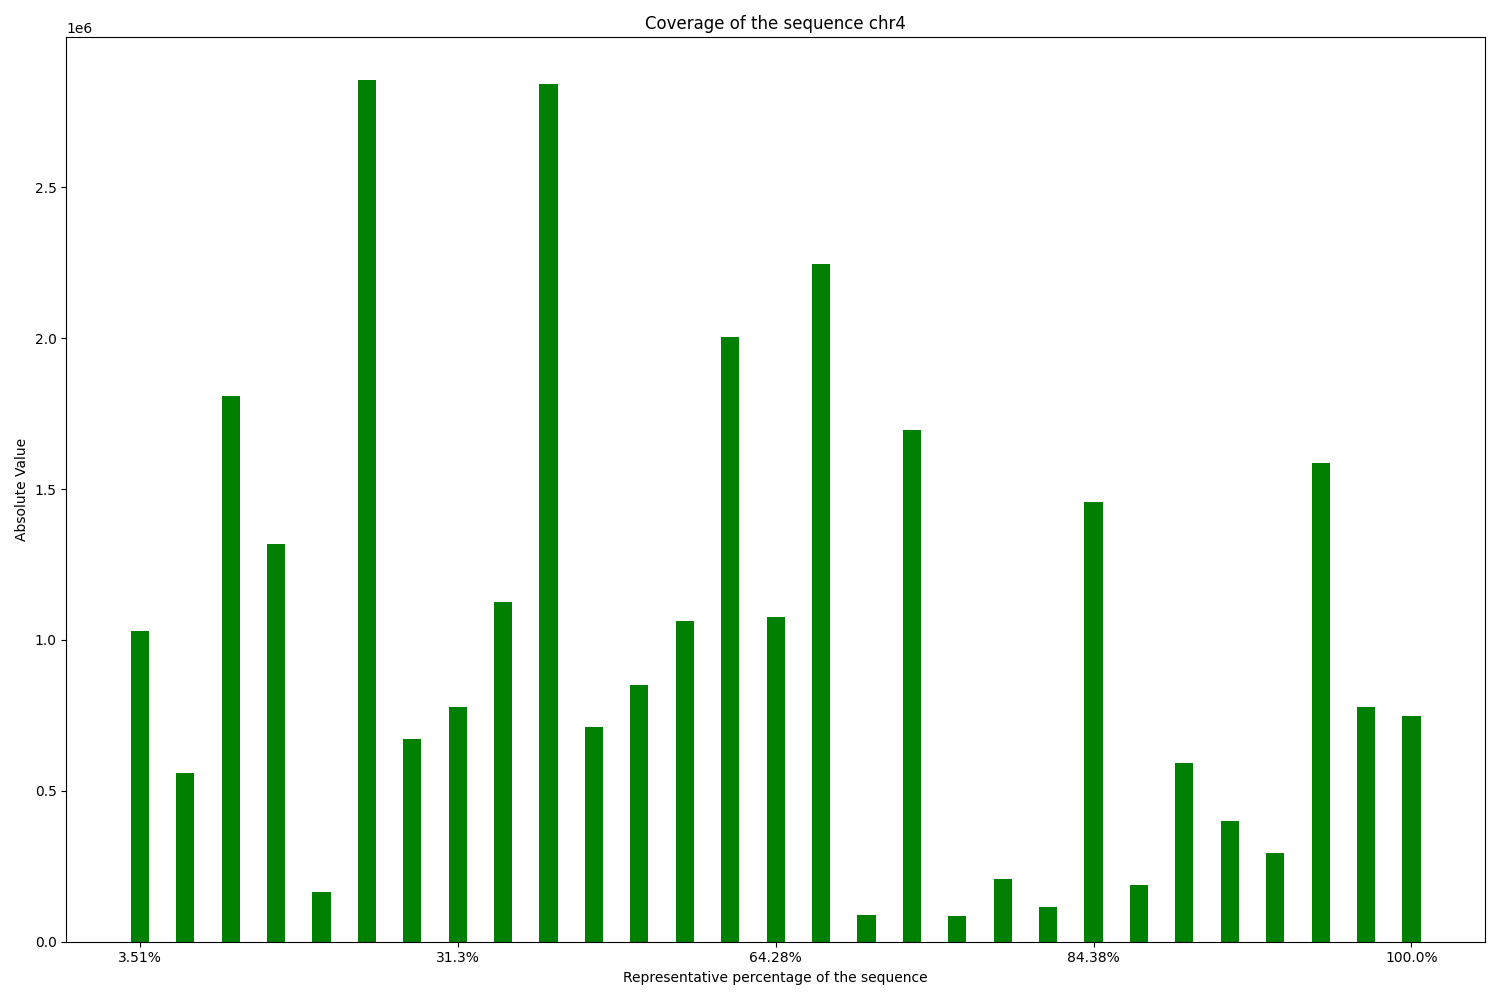 Coverage of the sequence chr4
1e6
2.5
2.0
1.5
1.0
0.5
0.0
Absolute Value
3.51% 31.3% 64.28% 84.38% 100.0%
Representative percentage of the sequence